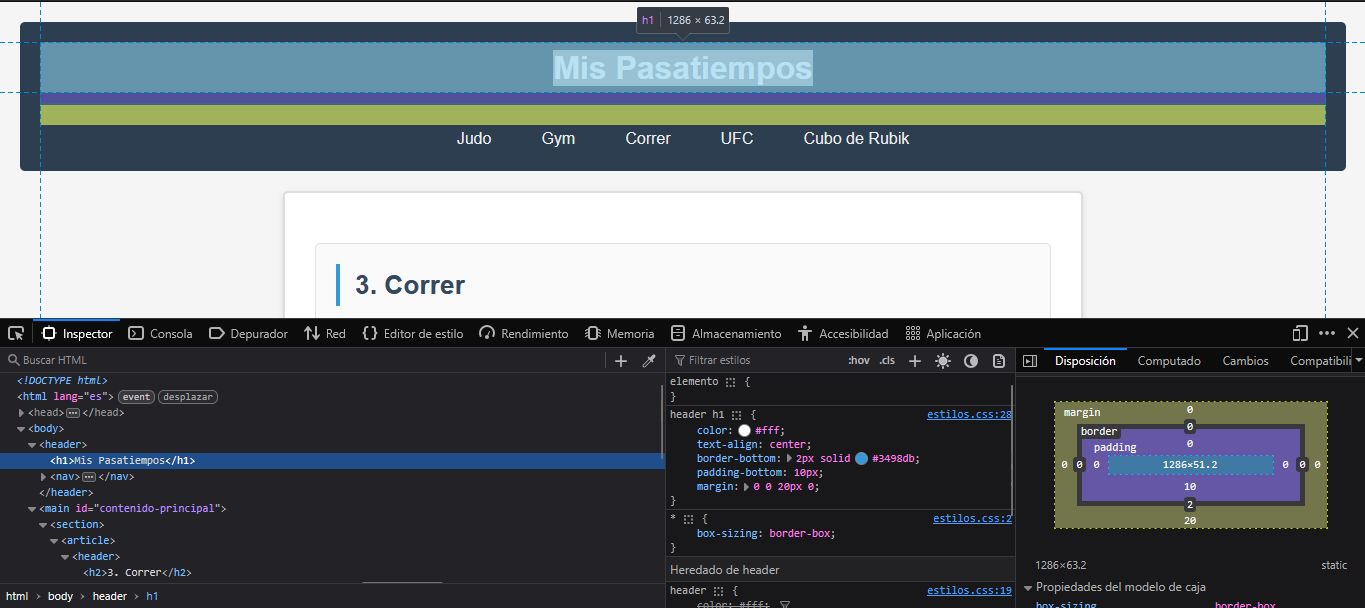 h1 1286 × 63.2
Mis Pasatiempos
Judo Gym Correr UFC Cubo de Rubik
3. Correr
Inspector Consola Depurador Red Editor de estilo Rendimiento Memoria Almacenamiento Accesibilidad Aplicación
Buscar HTML
<!DOCTYPE html>
<html lang="es"> event desplazar
<head> </head>
<body>
<header>
<h1>Mis Pasatiempos</h1>
<nav> </nav>
</header>
<main id="contenido-principal">
<section>
<article>
<header>
<h2>3. Correr</h2>
html > body > header > h1
Filtrar estilos :hov .cls
elemento {
}
header h1 { estilos.css:28
color: #fff;
text-align: center;
border-bottom: 2px solid #3498db;
padding-bottom: 10px;
margin: 0 0 20px 0;
}
* { estilos.css:2
box-sizing: border-box;
}
Heredado de header
header { estilos.css:19
color: #fff;
Disposición Computado Cambios Compatibili
margin 0
border 0
padding 0
0 0 0 1286×51.2 0 0 0
10
2
20
1286×63.2 static
Propiedades del modelo de caja
box-sizing border-box